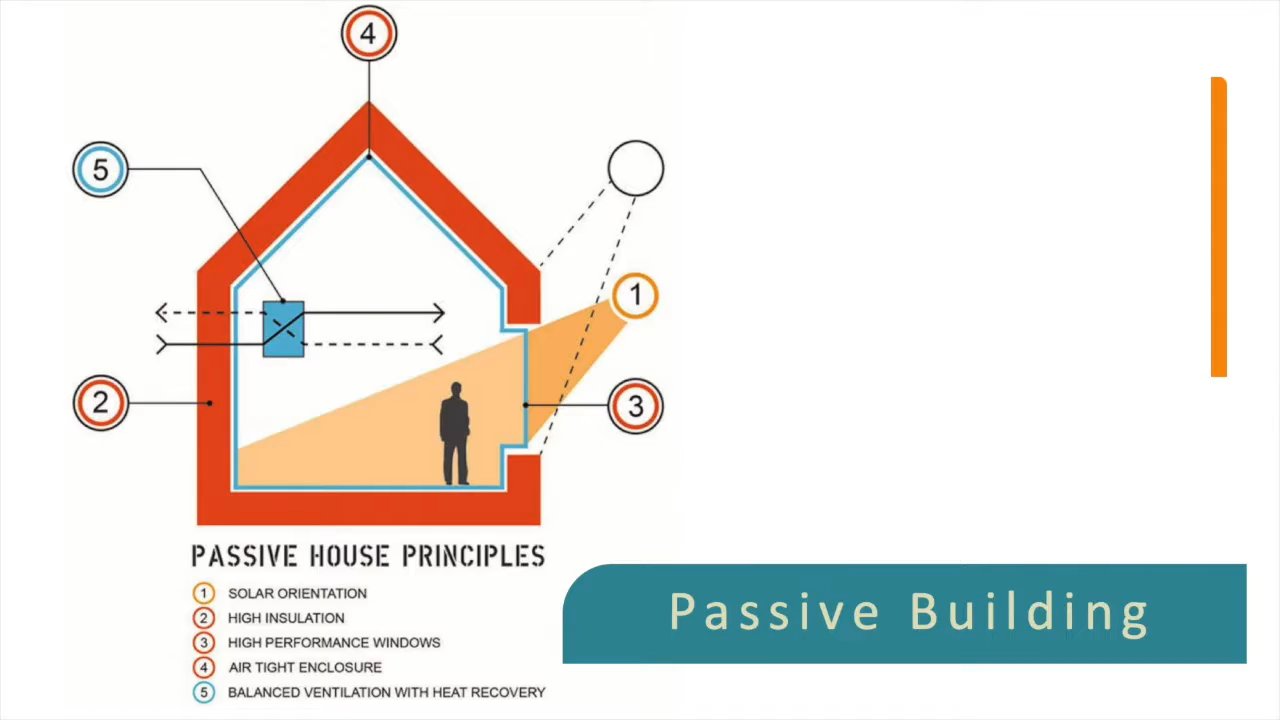 4
5
1
2
3
PASSIVE HOUSE PRINCIPLES
1 SOLAR ORIENTATION
2 HIGH INSULATION
3 HIGH PERFORMANCE WINDOWS
4 AIR TIGHT ENCLOSURE
5 BALANCED VENTILATION WITH HEAT RECOVERY
Passive Building